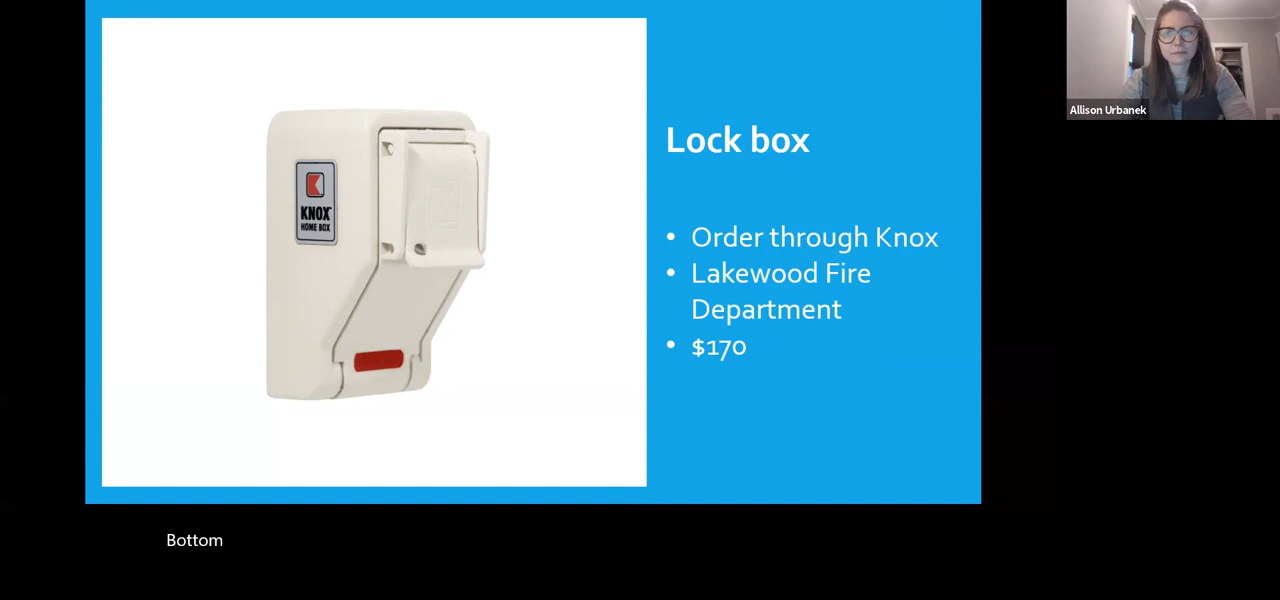 KNOX
HOME BOX
Lock box
• Order through Knox
• Lakewood Fire
Department
• $170
Allison Urbanek
Bottom